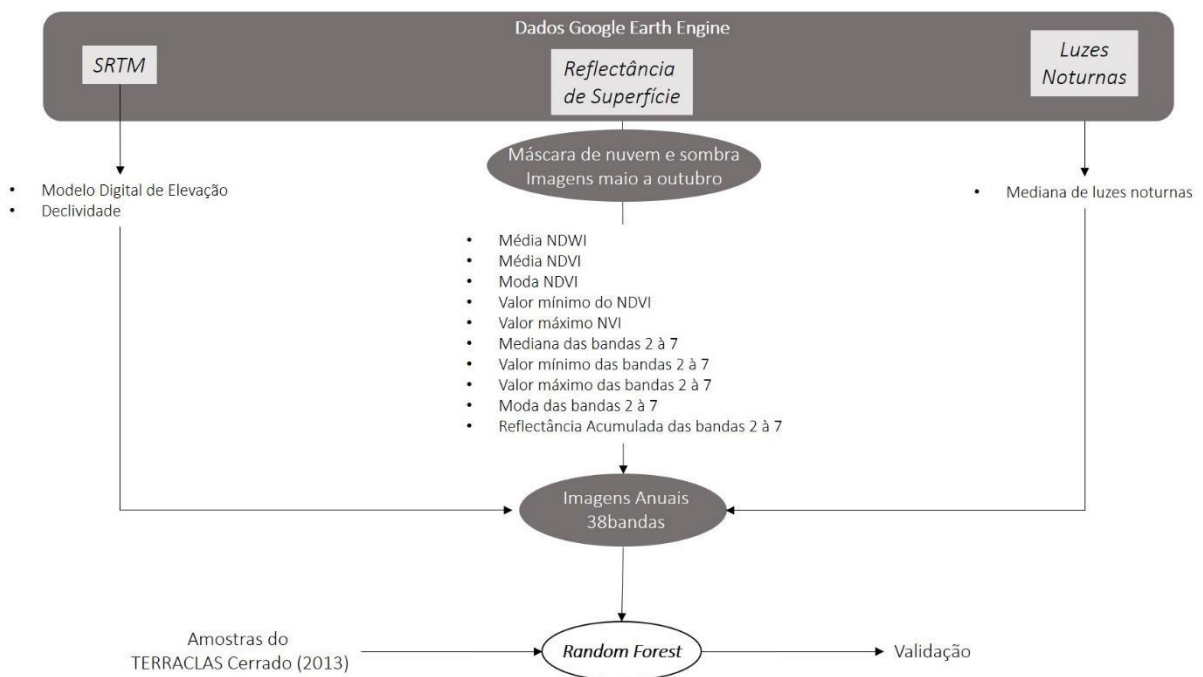 Dados Google Earth Engine
SRTM
Reflectância
de Superfície
Luzes
Noturnas
Máscara de nuvem e sombra
Imagens maio a outubro
• Modelo Digital de Elevação
• Declividade
• Mediana de luzes noturnas
• Média NDWI
• Média NDVI
• Moda NDVI
• Valor mínimo do NDVI
• Valor máximo NVI
• Mediana das bandas 2 à 7
• Valor mínimo das bandas 2 à 7
• Valor máximo das bandas 2 à 7
• Moda das bandas 2 à 7
• Reflectância Acumulada das bandas 2 à 7
Imagens Anuais
38bandas
Amostras do
TERRACLAS Cerrado (2013)
Random Forest
Validação